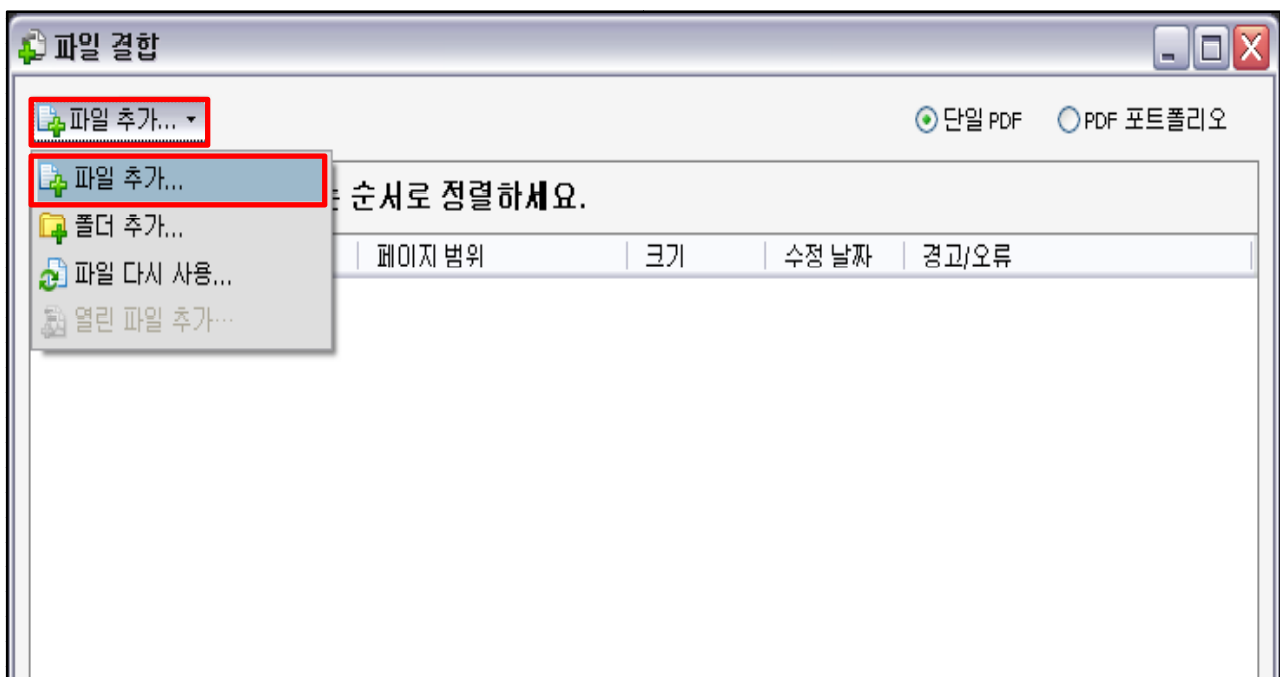 파일 결합
파일 추가... 단일 PDF PDF 포트폴리오
파일 추가...
순서로 정렬하세요.
폴더 추가...
페이지 범위 크기 수정 날짜 경고/오류
파일 다시 사용...
열린 파일 추가...